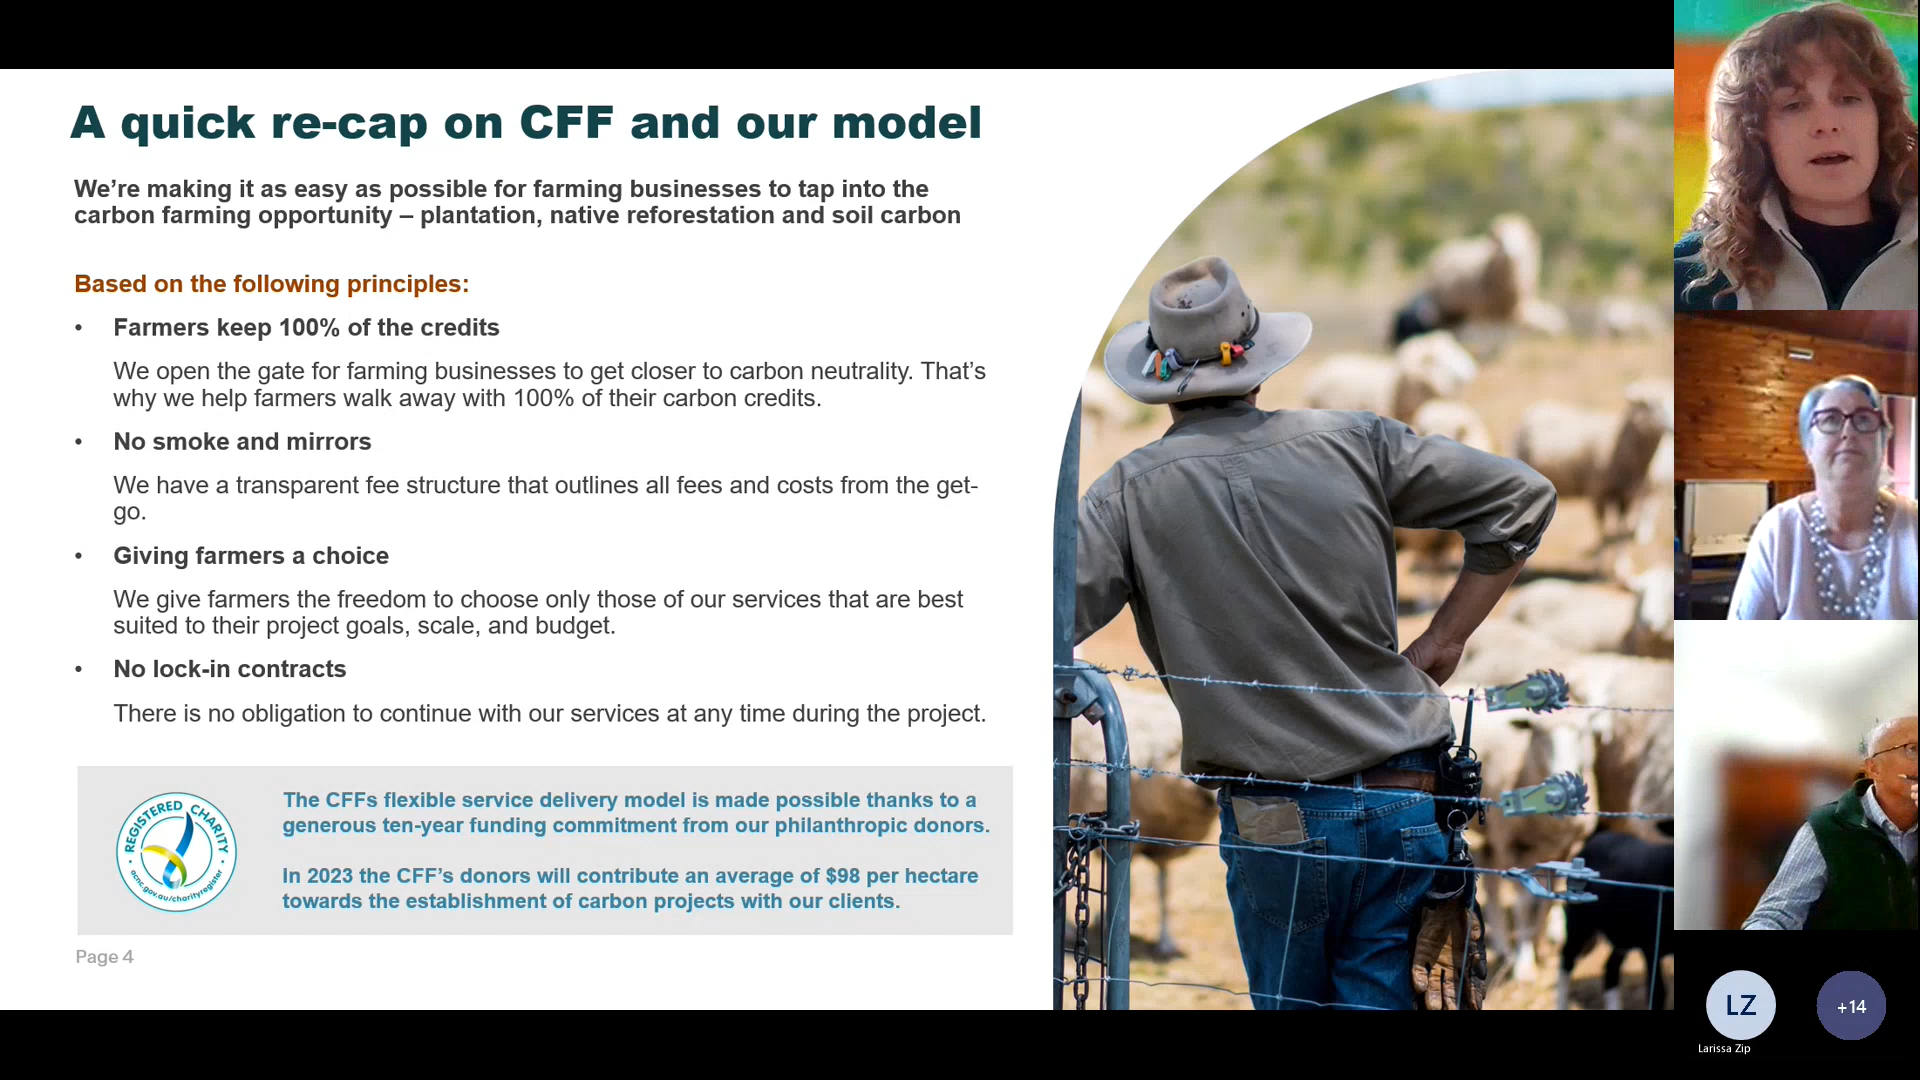 A quick re-cap on CFF and our model
We’re making it as easy as possible for farming businesses to tap into the
carbon farming opportunity – plantation, native reforestation and soil carbon
Based on the following principles:
• Farmers keep 100% of the credits
We open the gate for farming businesses to get closer to carbon neutrality. That’s
why we help farmers walk away with 100% of their carbon credits.
• No smoke and mirrors
We have a transparent fee structure that outlines all fees and costs from the get-
go.
• Giving farmers a choice
We give farmers the freedom to choose only those of our services that are best
suited to their project goals, scale, and budget.
• No lock-in contracts
There is no obligation to continue with our services at any time during the project.
REGISTERED CHARITY
acnc.gov.au/charityregister
The CFFs flexible service delivery model is made possible thanks to a
generous ten-year funding commitment from our philanthropic donors.
In 2023 the CFF’s donors will contribute an average of $98 per hectare
towards the establishment of carbon projects with our clients.
Page 4
LZ
Larissa Zip
+14